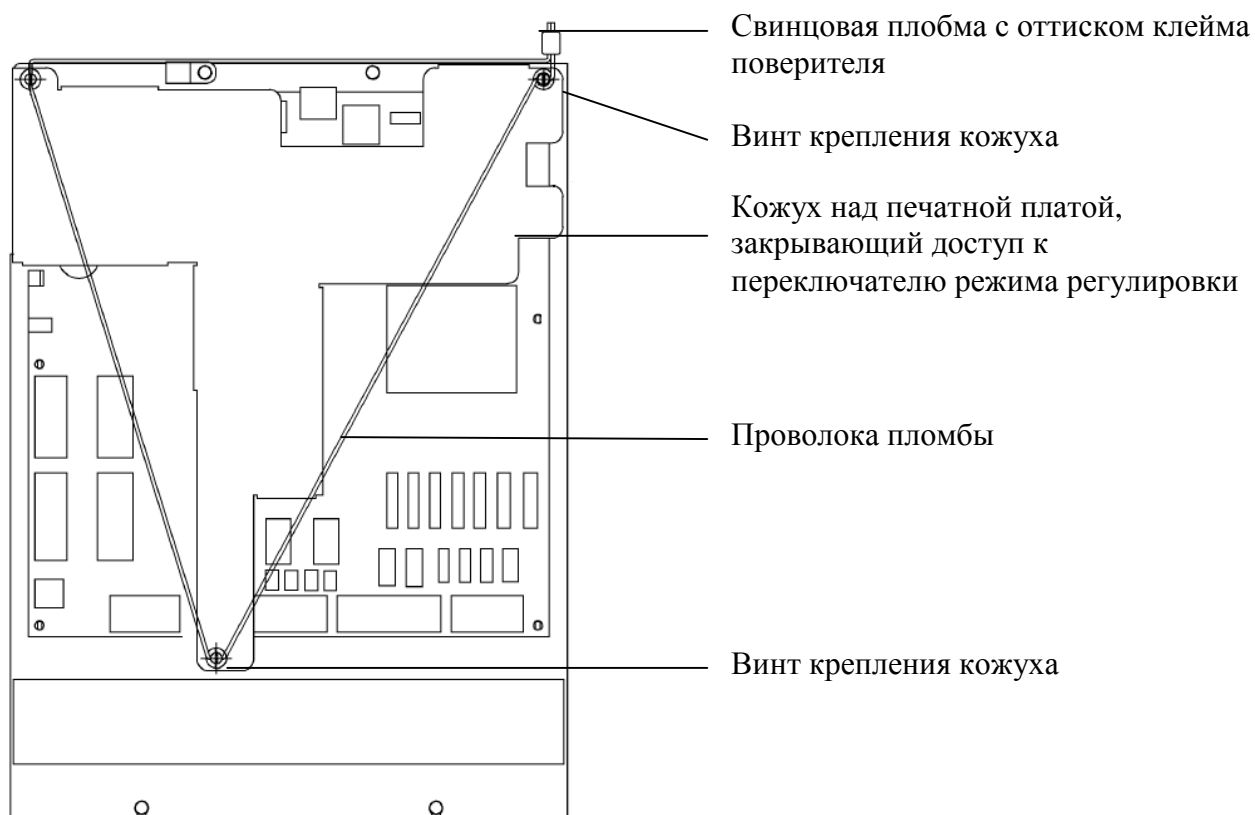 Свинцовая плобма с оттиском клейма
поверителя
Винт крепления кожуха
Кожух над печатной платой,
закрывающий доступ к
переключателю режима регулировки
Проволока пломбы
Винт крепления кожуха